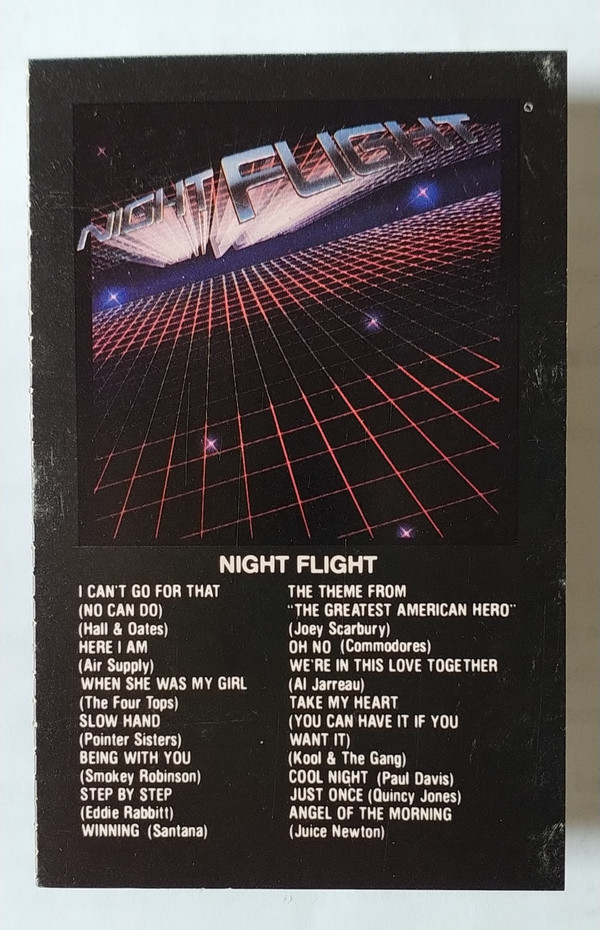 NIGHT FLIGHT
NIGHT FLIGHT
I CAN'T GO FOR THAT
(NO CAN DO)
(Hall & Oates)
HERE I AM
(Air Supply)
WHEN SHE WAS MY GIRL
(The Four Tops)
SLOW HAND
(Pointer Sisters)
BEING WITH YOU
(Smokey Robinson)
STEP BY STEP
(Eddie Rabbitt)
WINNING (Santana)
THE THEME FROM
"THE GREATEST AMERICAN HERO"
(Joey Scarbury)
OH NO (Commodores)
WE'RE IN THIS LOVE TOGETHER
(Al Jarreau)
TAKE MY HEART
(YOU CAN HAVE IT IF YOU
WANT IT)
(Kool & The Gang)
COOL NIGHT (Paul Davis)
JUST ONCE (Quincy Jones)
ANGEL OF THE MORNING
(Juice Newton)